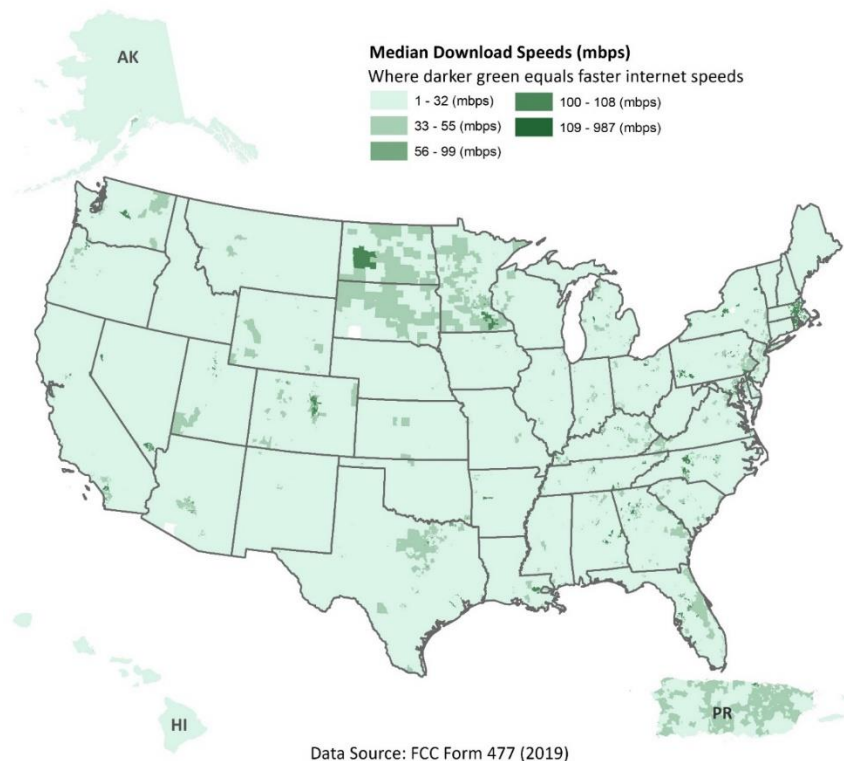 AK
Median Download Speeds (mbps)
Where darker green equals faster internet speeds
1 - 32 (mbps)
33 - 55 (mbps)
56 - 99 (mbps)
100 - 108 (mbps)
109 - 987 (mbps)
HI
PR
Data Source: FCC Form 477 (2019)